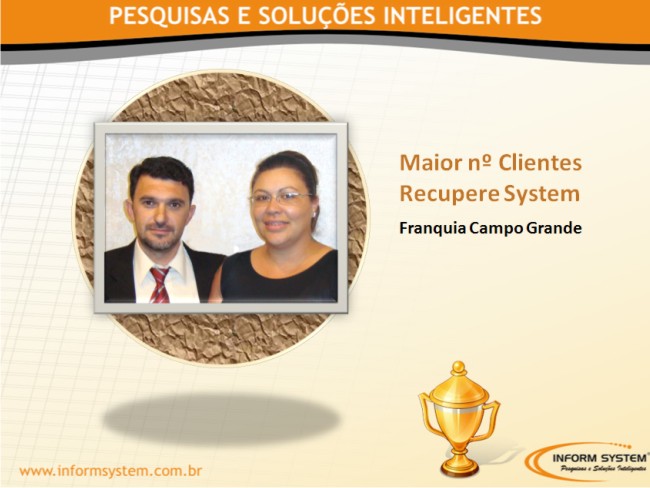 PESQUISAS E SOLUÇÕES INTELIGENTES
Maior nº Clientes
Recupere System
Franquia Campo Grande
INFORM SYSTEM
Pesquisas e Soluções Inteligentes
www.informsystem.com.br